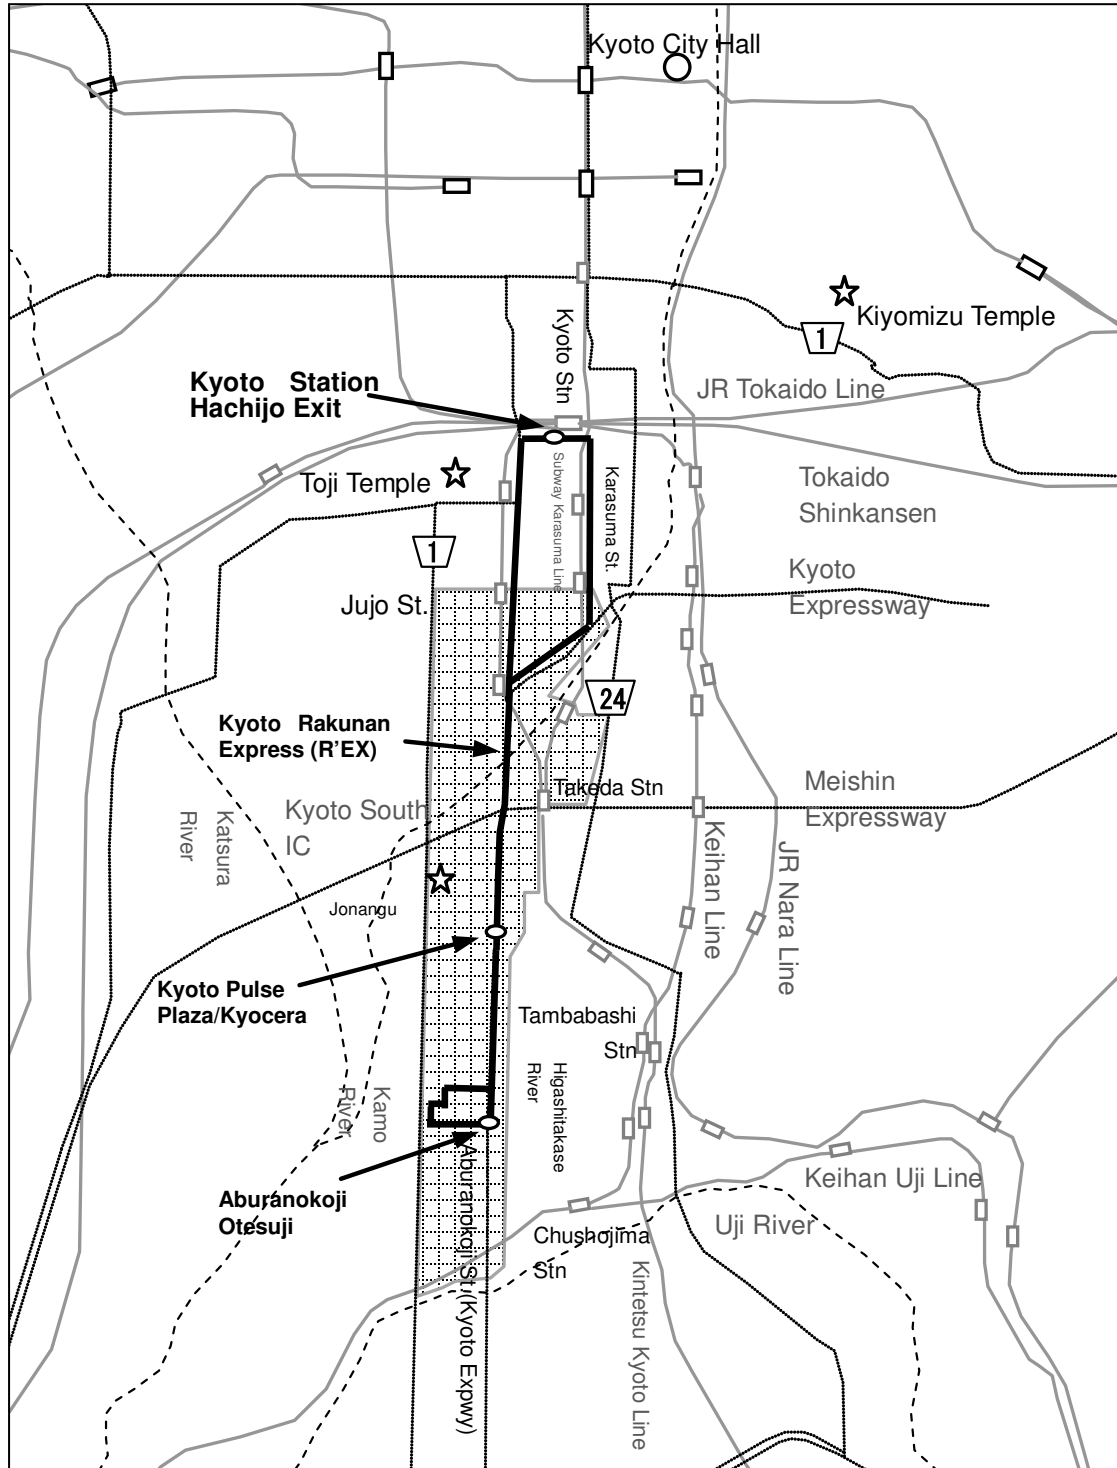 Kyoto City Hall
Kiyomizu Temple
1
Kyoto Stn
JR Tokaido Line
Kyoto Station
Hachijo Exit
Toji Temple
Subway Karasuma Line
Karasuma St.
Tokaido
Shinkansen
1
Kyoto
Expressway
Jujo St.
24
Kyoto Rakunan
Express (R'EX)
Takeda Stn
Meishin
Expressway
Kyoto South
IC
Katsura
River
Keihan Line
JR Nara Line
Jonangu
Kyoto Pulse
Plaza/Kyocera
Tambabashi
Stn
Higashitakase
River
Kamo
River
Aburanokoji
Otesuji
Aburanokoji St.(Kyoto Expwy)
Keihan Uji Line
Uji River
Chushojima
Stn
Kintetsu Kyoto Line